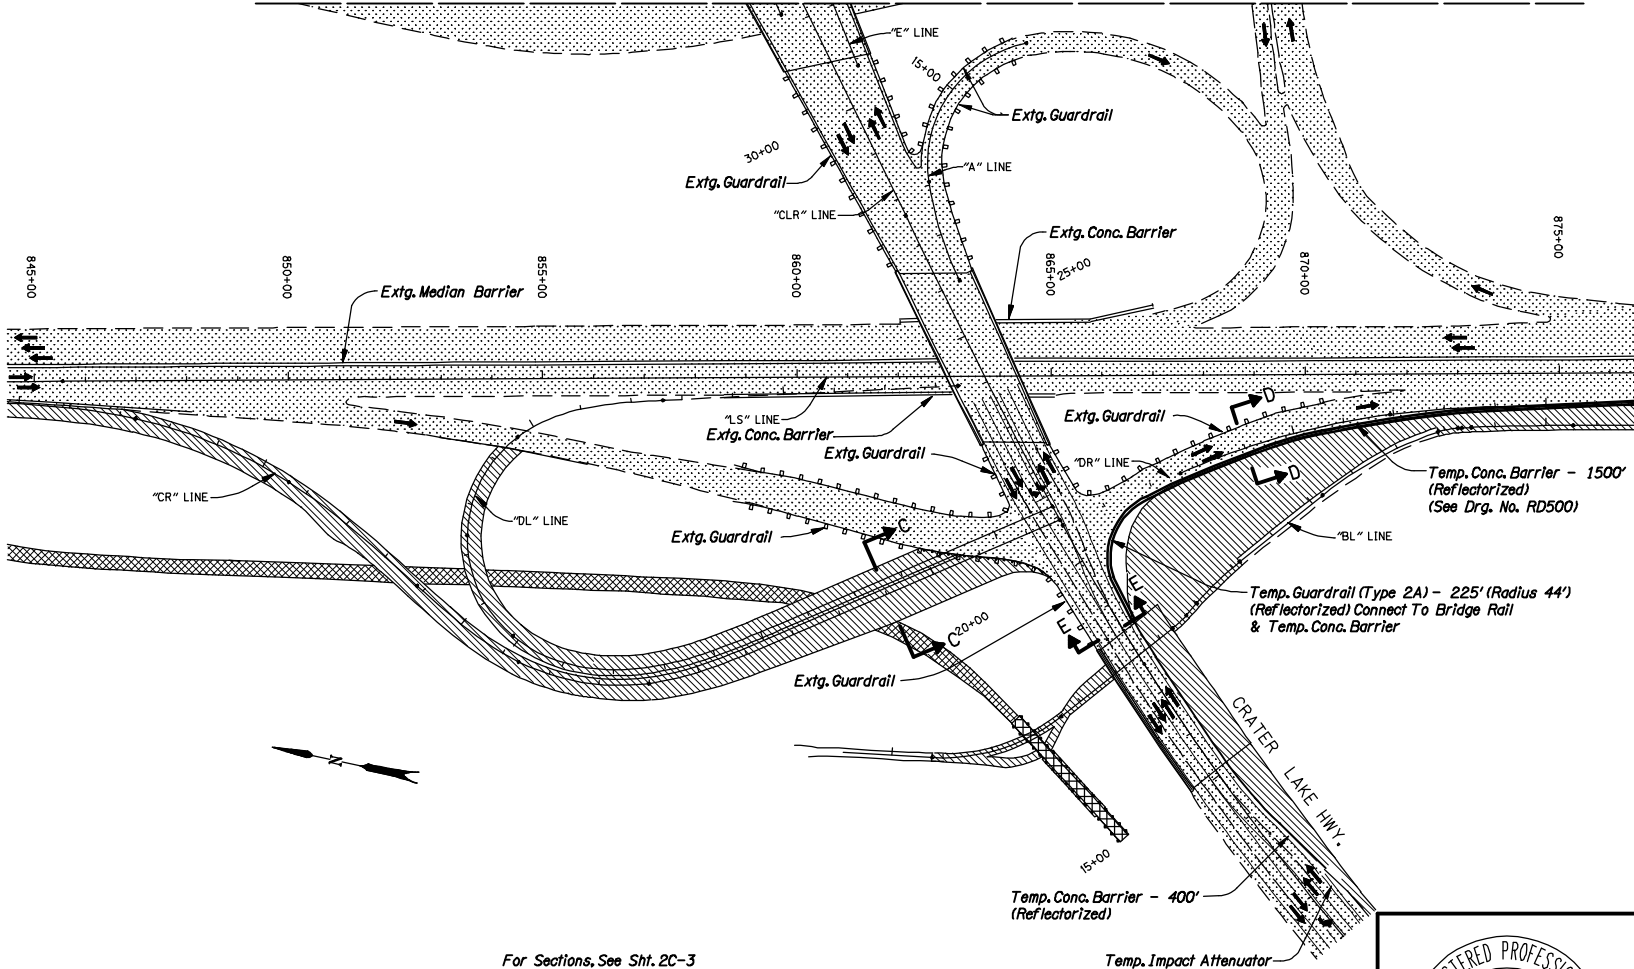 "E" LINE
15+00
Extg. Guardrail
30+00
Extg. Guardrail
"A" LINE
"CLR" LINE
Extg. Conc. Barrier
25+00
845+00
850+00
855+00
860+00
865+00
870+00
875+00
Extg. Median Barrier
"LS" LINE
Extg. Conc. Barrier
Extg. Guardrail
Extg. Guardrail
D
"DR" LINE
D
Temp. Conc. Barrier - 1500'
(Reflectorized)
(See Drg. No. RD500)
"CR" LINE
"DL" LINE
Extg. Guardrail
C
"BL" LINE
Temp. Guardrail (Type 2A) - 225' (Radius 44')
(Reflectorized) Connect To Bridge Rail
& Temp. Conc. Barrier
E
E
C
20+00
Extg. Guardrail
CRATER LAKE HWY.
N
15+00
Temp. Conc. Barrier - 400'
(Reflectorized)
For Sections, See Sht. 2C-3
Temp. Impact Attenuator